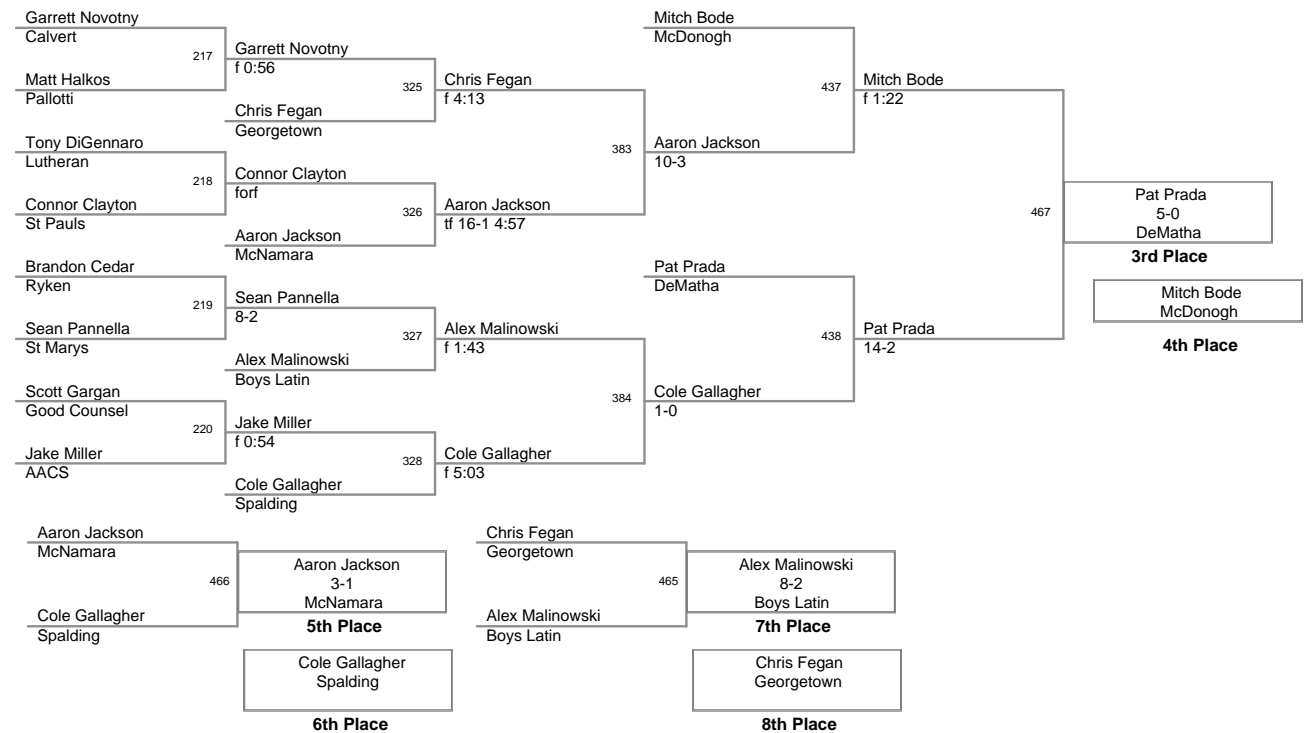 Garrett Novotny
Calvert
217
Matt Halkos
Pallotti
Tony DiGennaro
Lutheran
218
Connor Clayton
St Pauls
Brandon Cedar
Ryken
219
Sean Pannella
St Marys
Scott Gargan
Good Counsel
220
Jake Miller
AACS
Garrett Novotny
f 0:56
325
Chris Fegan
Georgetown
Connor Clayton
forf
326
Aaron Jackson
McNamara
Sean Pannella
8-2
327
Alex Malinowski
Boys Latin
Jake Miller
f 0:54
328
Cole Gallagher
Spalding
Chris Fegan
f 4:13
383
Aaron Jackson
tf 16-1 4:57
Alex Malinowski
f 1:43
384
Cole Gallagher
f 5:03
Mitch Bode
McDonogh
437
Aaron Jackson
10-3
Pat Prada
DeMatha
438
Cole Gallagher
1-0
Mitch Bode
f 1:22
467
Pat Prada
14-2
Pat Prada
5-0
DeMatha
3rd Place
Mitch Bode
McDonogh
4th Place
Aaron Jackson
McNamara
466
Cole Gallagher
Spalding
Aaron Jackson
3-1
McNamara
5th Place
Cole Gallagher
Spalding
6th Place
Chris Fegan
Georgetown
465
Alex Malinowski
Boys Latin
Alex Malinowski
8-2
Boys Latin
7th Place
Chris Fegan
Georgetown
8th Place